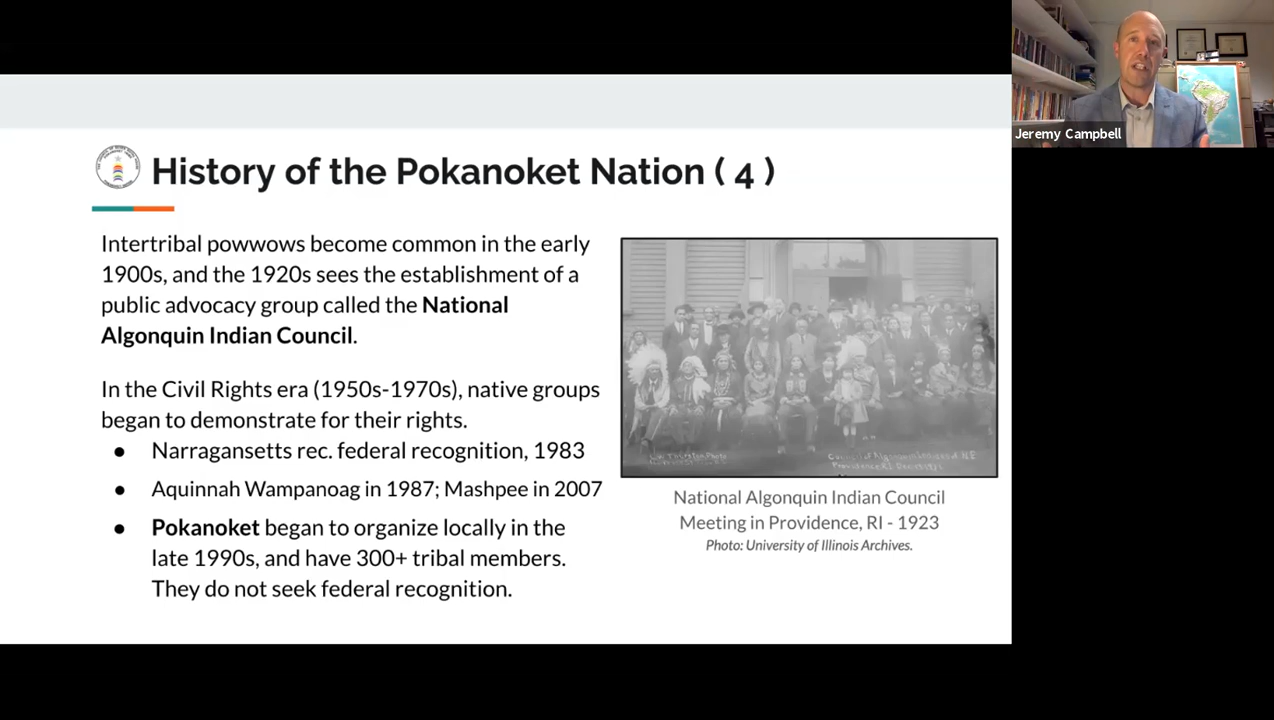 Jeremy Campbell
History of the Pokanoket Nation ( 4 )
Intertribal powwows become common in the early
1900s, and the 1920s sees the establishment of a
public advocacy group called the National
Algonquin Indian Council.
In the Civil Rights era (1950s-1970s), native groups
began to demonstrate for their rights.
● Narragansetts rec. federal recognition, 1983
● Aquinnah Wampanoag in 1987; Mashpee in 2007
● Pokanoket began to organize locally in the
late 1990s, and have 300+ tribal members.
They do not seek federal recognition.
National Algonquin Indian Council
Meeting in Providence, RI - 1923
Photo: University of Illinois Archives.